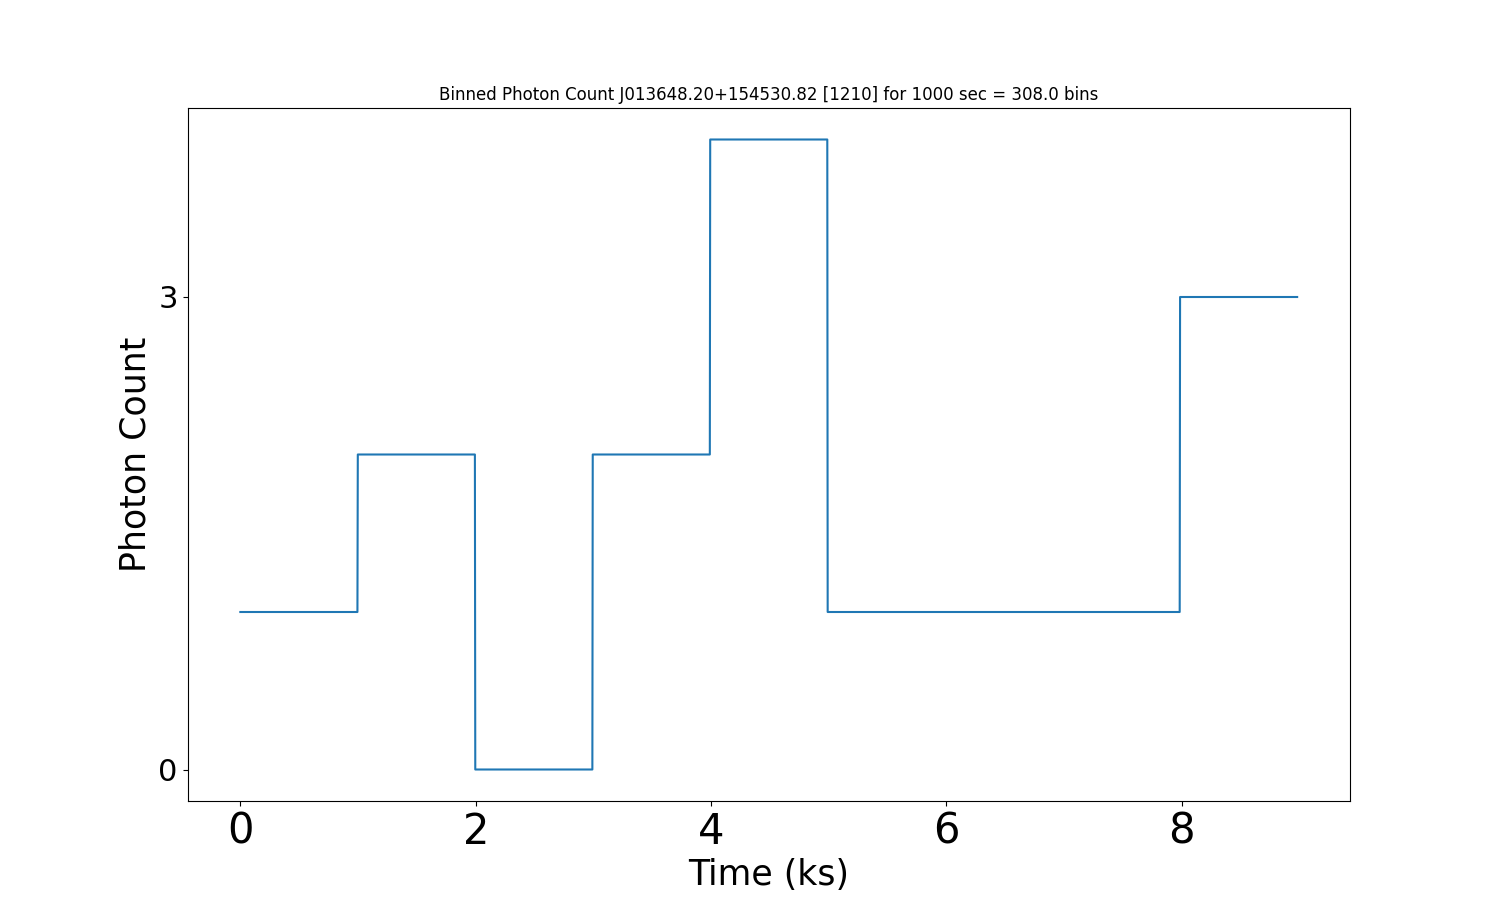 Binned Photon Count J013648.20+154530.82 [1210] for 1000 sec = 308.0 bins
3
Photon Count
0
0 2 4 6 8
Time (ks)